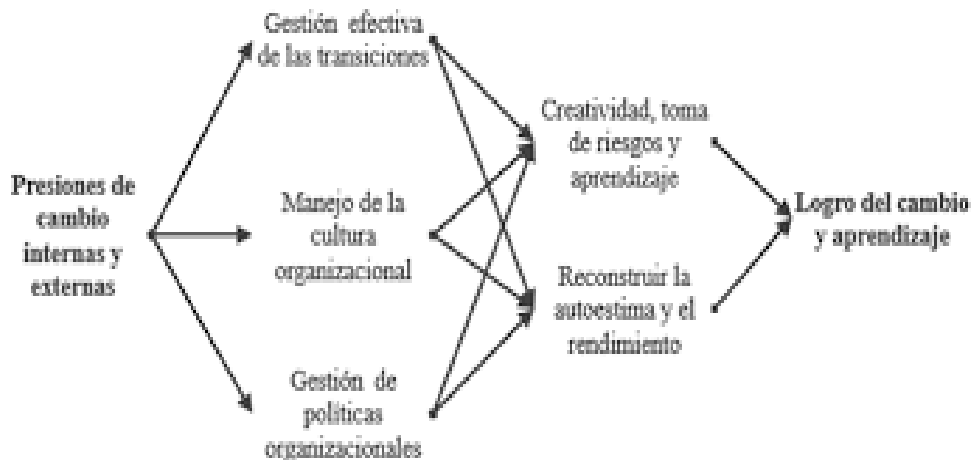 Gestión efectiva
de las transiciones
Creatividad, toma
de riesgos y
aprendizaje
Presiones de
cambio
internas y
externas
Manejo de la
cultura
organizacional
Logro del cambio
y aprendizaje
Reconstruir la
autoestima y el
rendimiento
Gestión de
políticas
organizacionales